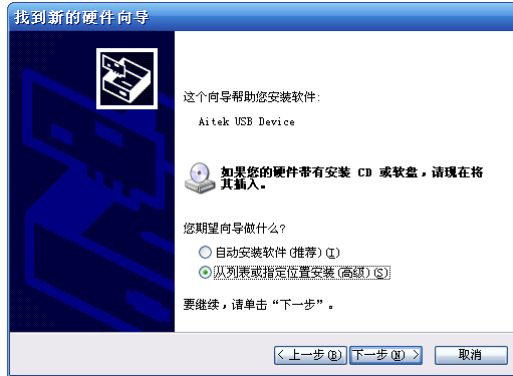 找到新的硬件向导
这个向导帮助您安装软件:
Aitek USB Device
如果您的硬件带有安装 CD 或软盘，请现在将
其插入。
您期望向导做什么?
自动安装软件(推荐)(I)
从列表或指定位置安装(高级)(S)
要继续，请单击“下一步”。
< 上一步(B) 下一步(N) > 取消